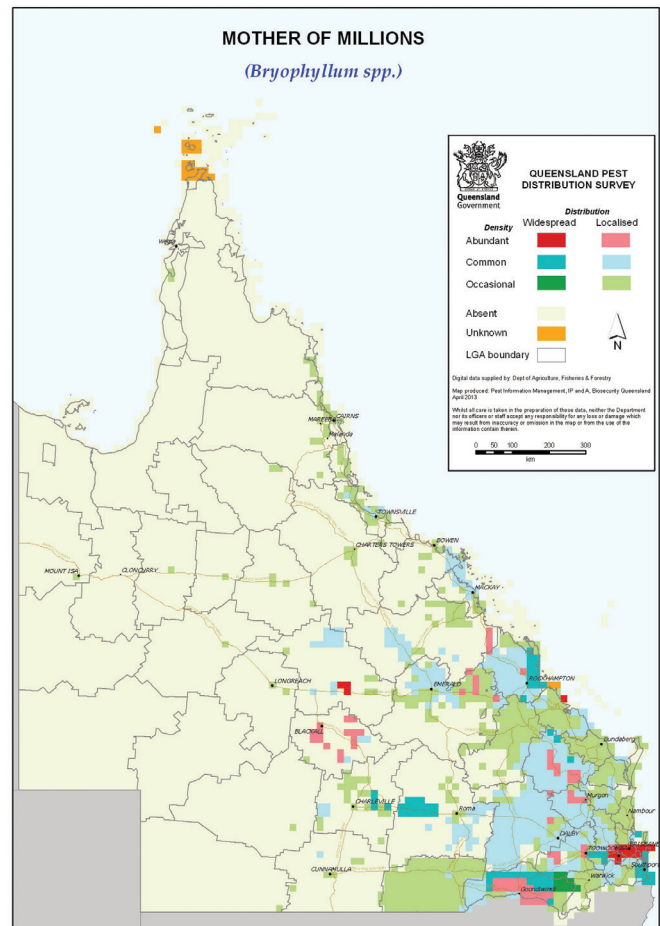 MOTHER OF MILLIONS
(Bryophyllum spp.)
Queensland
Government
QUEENSLAND PEST
DISTRIBUTION SURVEY
Distribution
Density Widespread Localised
Abundant
Common
Occasional
Absent
Unknown
LGA boundary
N
Digital data supplied by: Dept of Agriculture, Fisheries & Forestry
Map produced: Pest Information Management, IP and A, Biosecurity Queensland
April 2013
Whilst all care is taken in the preparation of these data, neither the Department
nor its officers or staff accept any responsibility for any loss or damage which
may result from inaccuracy or omission in the map or from the use of the
information contain therein.
0 50 100 200 300
km
Weipa
CAIRNS
MAREEBA
Malanda
TOWNSVILLE
BOWEN
CHARTERS TOWERS
MOUNT ISA
CLONCURRY
MACKAY
LONGREACH
EMERALD
ROCKHAMPTON
BLACKALL
Bundaberg
CHARLEVILLE
Murgon
Roma
Nambour
DALBY
TOOWOOMBA
BRISBANE
Southport
CUNNAMULLA
Warwick
Goondiwindi